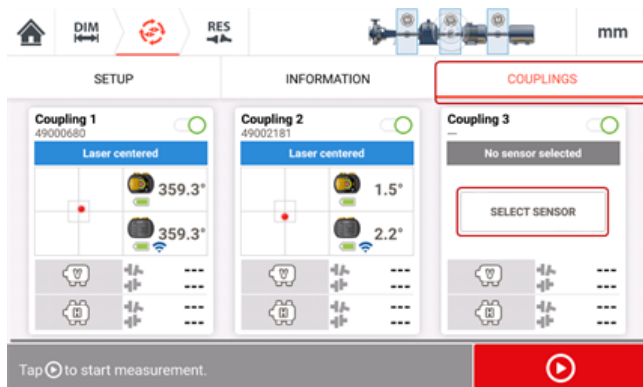 DIM
RES
mm
SETUP
INFORMATION
COUPLINGS
Coupling 1
49000680
Laser centered
359.3°
359.3°
V
---
---
H
---
---
Coupling 2
49002181
Laser centered
1.5°
2.2°
V
---
---
H
---
---
Coupling 3
—
No sensor selected
SELECT SENSOR
V
---
---
H
---
---
Tap to start measurement.